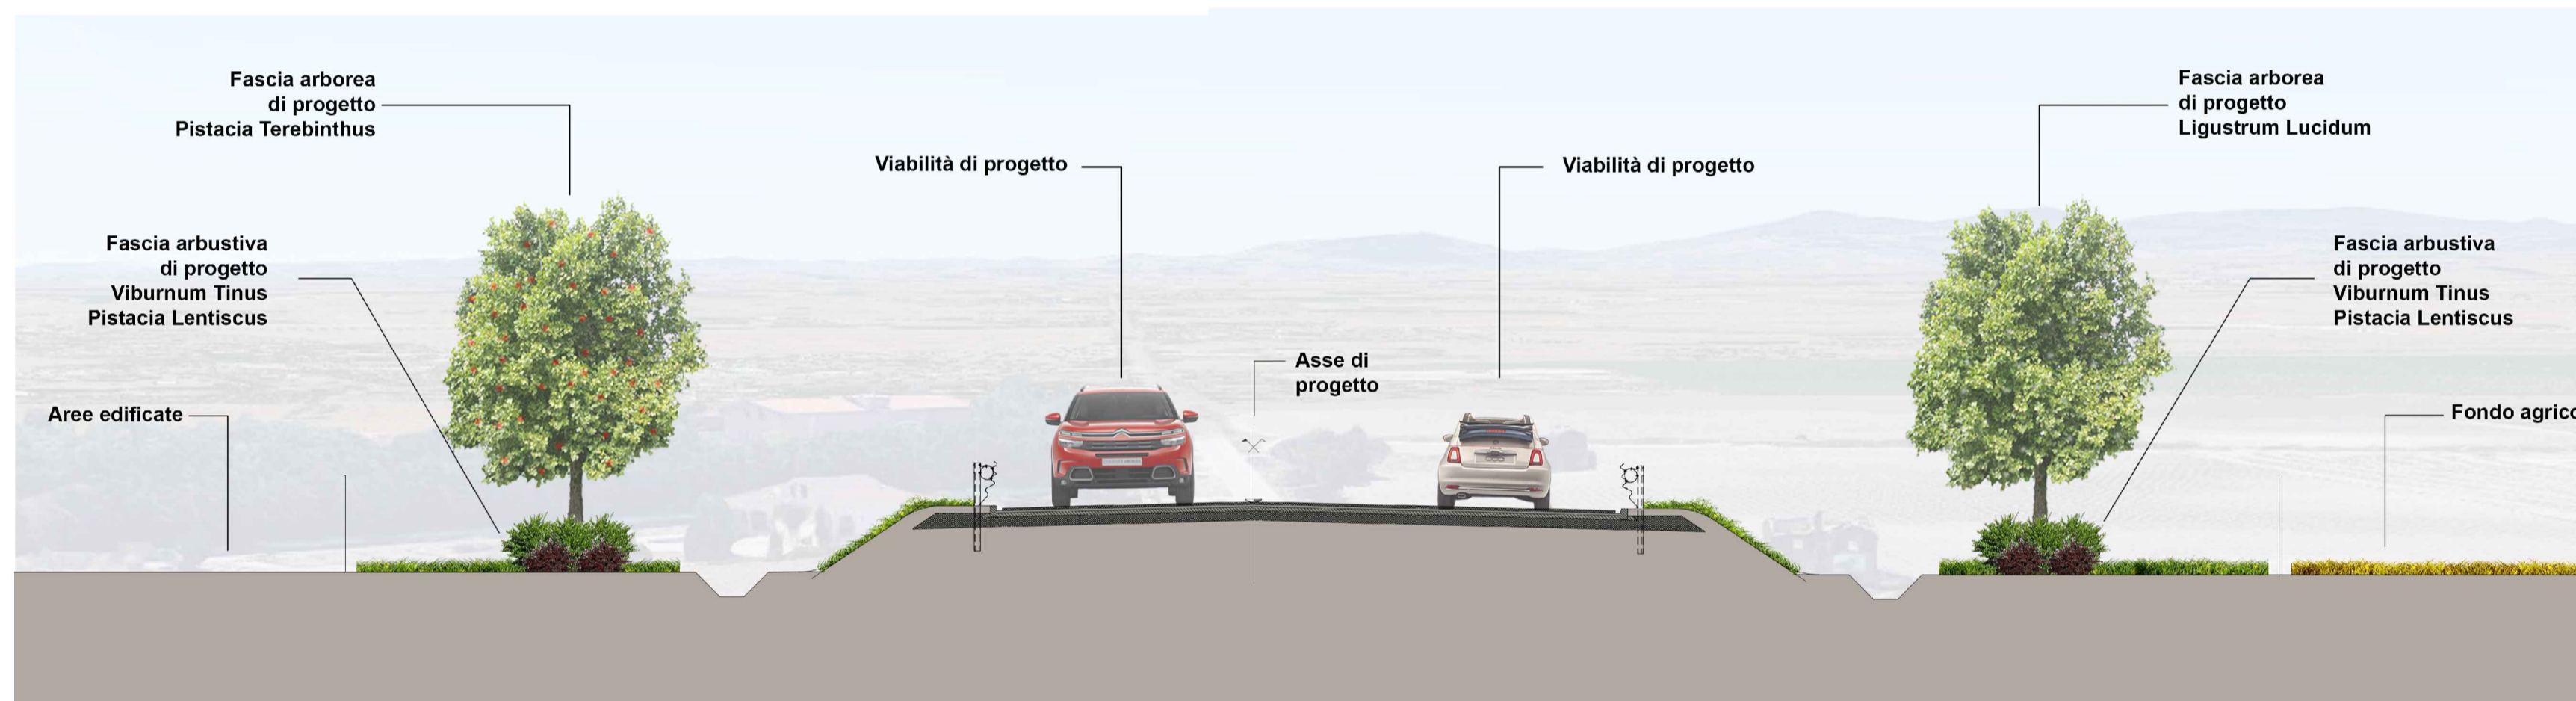 Fascia arborea
di progetto
Pistacia Terebinthus
Fascia arbustiva
di progetto
Viburnum Tinus
Pistacia Lentiscus
Aree edificate
Viabilità di progetto
Asse di
progetto
Viabilità di progetto
Fascia arborea
di progetto
Ligustrum Lucidum
Fascia arbustiva
di progetto
Viburnum Tinus
Pistacia Lentiscus
Fondo agrico